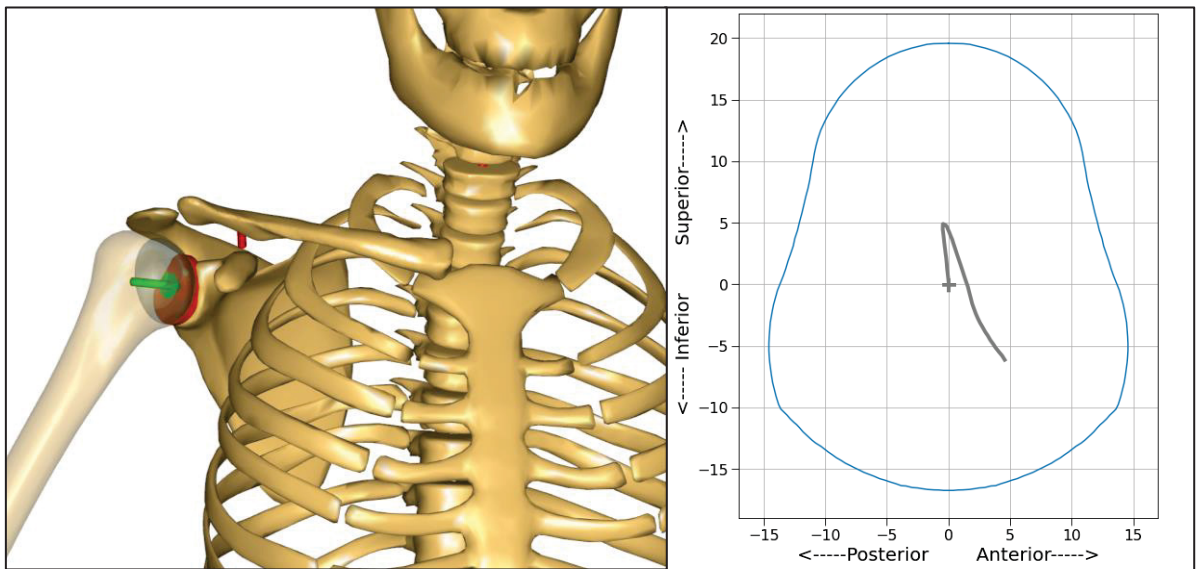 20
15
10
5
0
−5
−10
−15
<----- Inferior     Superior----->
−15 −10 −5 0 5 10 15
<-----Posterior     Anterior----->